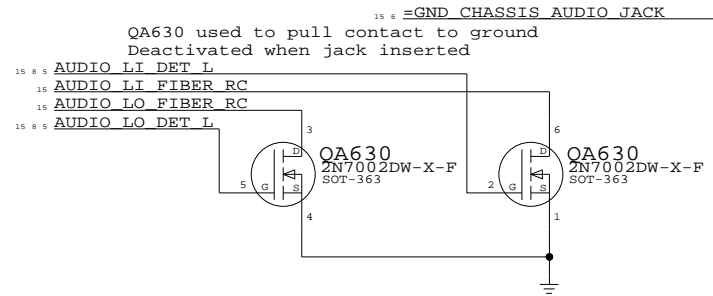 15 6 =GND_CHASSIS_AUDIO_JACK
QA630 used to pull contact to ground
Deactivated when jack inserted
15 8 5 AUDIO_LI_DET_L
15 AUDIO_LI_FIBER_RC
15 AUDIO_LO_FIBER_RC
15 8 5 AUDIO_LO_DET_L
3 6
D QA630 D QA630
2N7002DW-X-F 2N7002DW-X-F
SOT-363 SOT-363
5 G S 2 G S
4 1